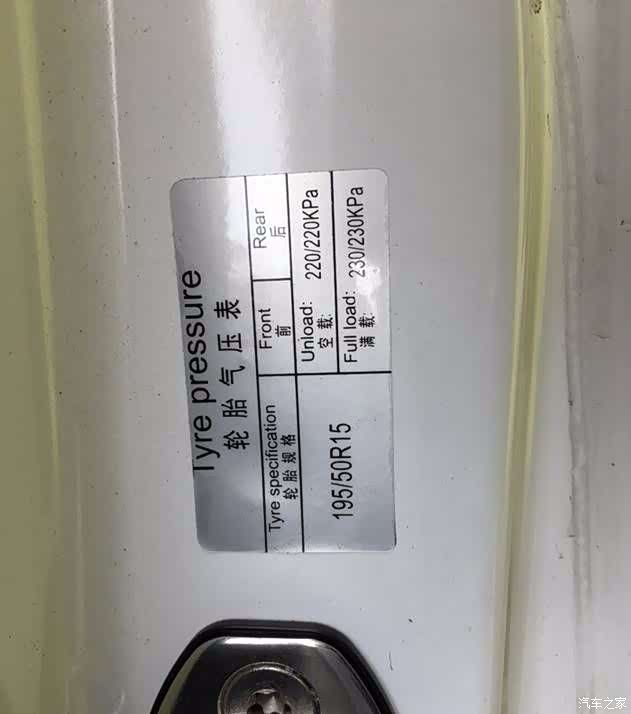 Tyre pressure
轮胎气压表
Tyre specification
轮胎规格
Front
前
Rear
后
195/50R15
Unload: 220/220KPa
空载:
Full load: 230/230KPa
满载:
汽车之家